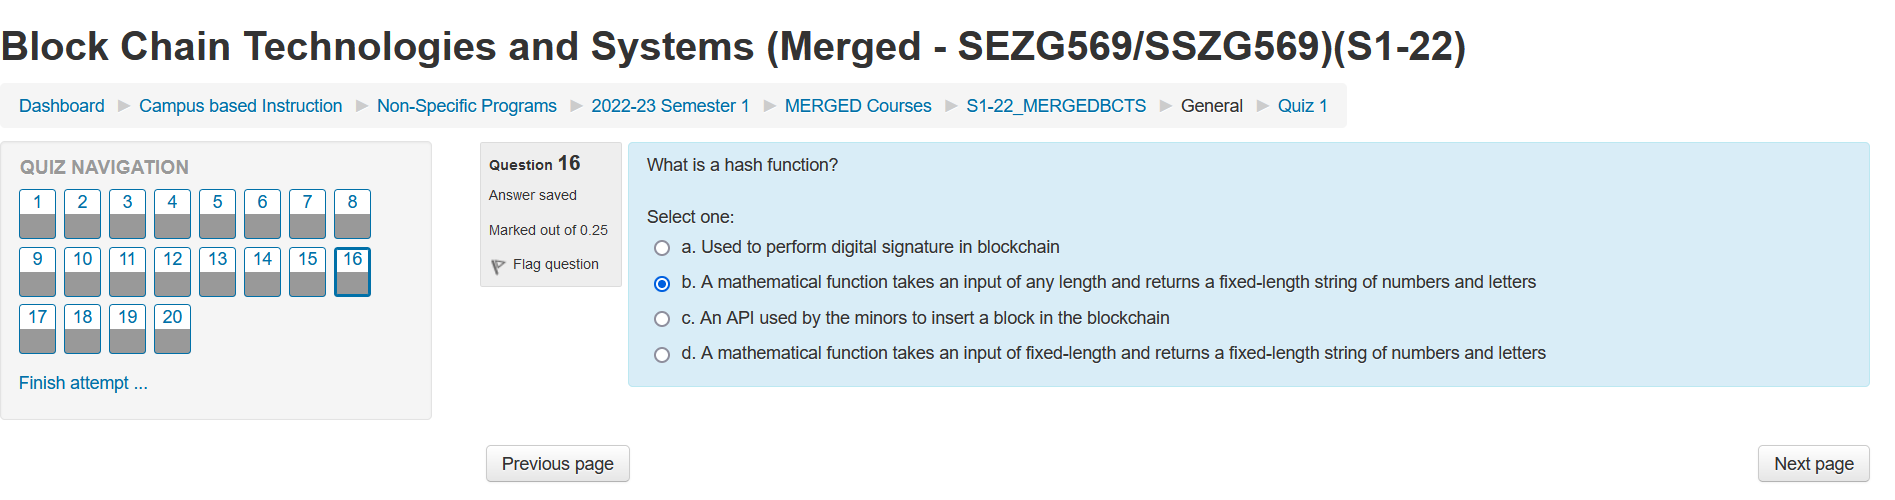 Block Chain Technologies and Systems (Merged - SEZG569/SSZG569)(S1-22)
Dashboard Campus based Instruction Non-Specific Programs 2022-23 Semester 1 MERGED Courses S1-22_MERGEDBCTS General Quiz 1
QUIZ NAVIGATION
1 2 3 4 5 6 7 8
9 10 11 12 13 14 15 16
17 18 19 20
Finish attempt ...
Question 16
Answer saved
Marked out of 0.25
Flag question
What is a hash function?
Select one:
a. Used to perform digital signature in blockchain
b. A mathematical function takes an input of any length and returns a fixed-length string of numbers and letters
c. An API used by the minors to insert a block in the blockchain
d. A mathematical function takes an input of fixed-length and returns a fixed-length string of numbers and letters
Previous page
Next page